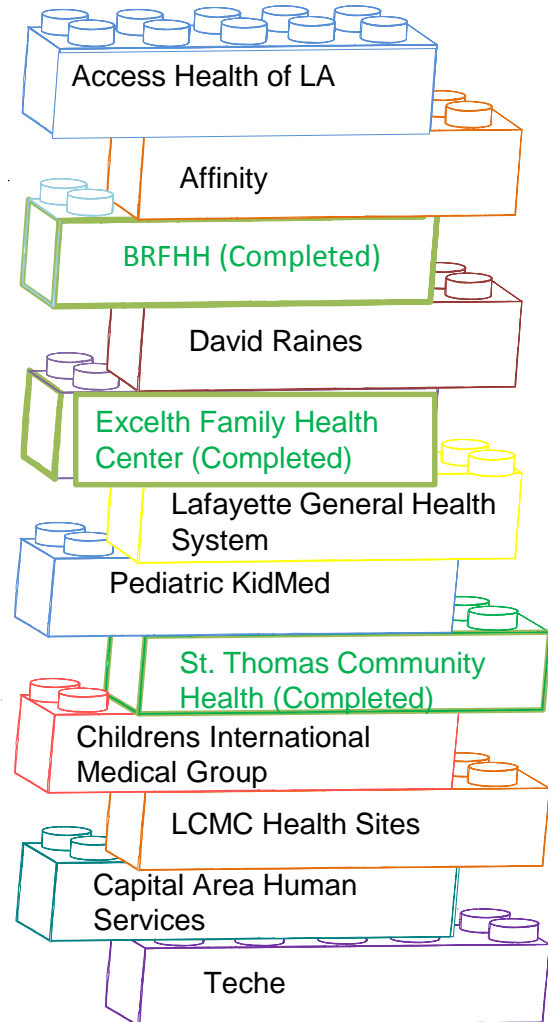 Access Health of LA
Affinity
BRFHH (Completed)
David Raines
Excelth Family Health
Center (Completed)
Lafayette General Health
System
Pediatric KidMed
St. Thomas Community
Health (Completed)
Childrens International
Medical Group
LCMC Health Sites
Capital Area Human
Services
Teche